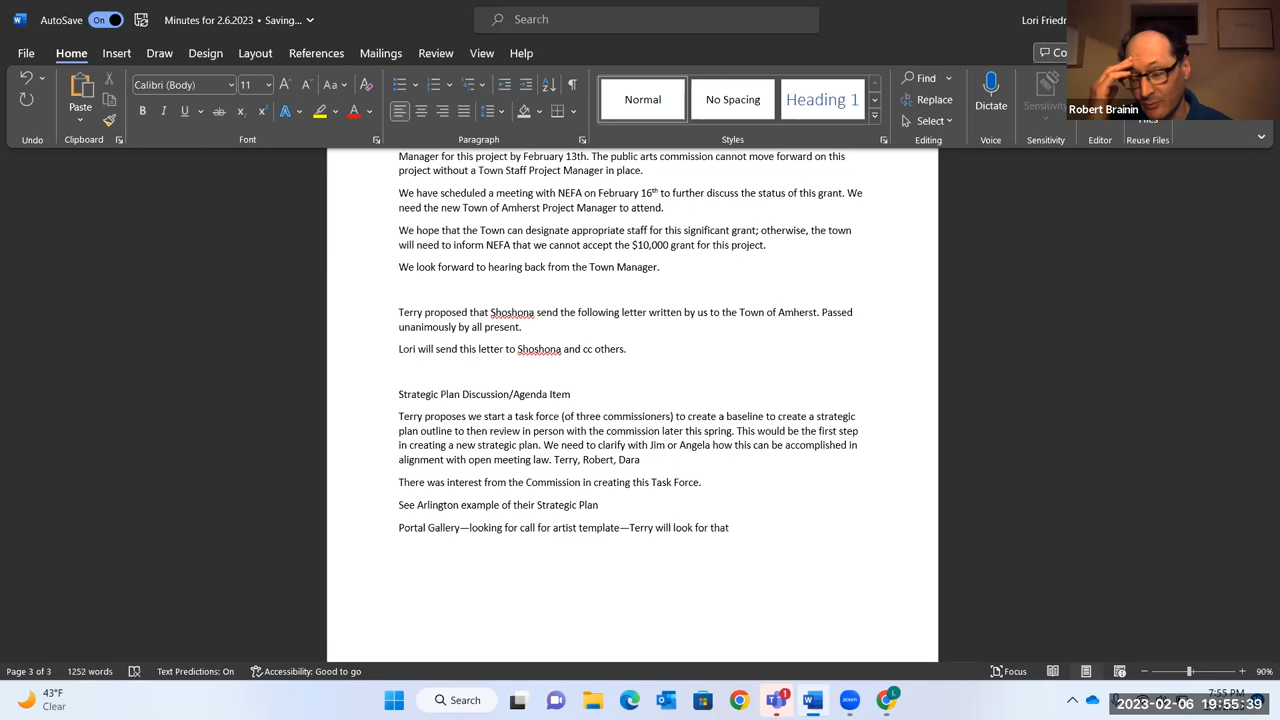 AutoSave On Minutes for 2.6.2023 • Saving... Search
File Home Insert Draw Design Layout References Mailings Review View Help
Robert Brainin
Paste
Calibri (Body) 11
Normal No Spacing Heading 1
Find
Replace
Select
Dictate
Undo Clipboard Font Paragraph Styles Editing Voice Sensitivity Editor Reuse Files
Manager for this project by February 13th. The public arts commission cannot move forward on this
project without a Town Staff Project Manager in place.
We have scheduled a meeting with NEFA on February 16th to further discuss the status of this grant. We
need the new Town of Amherst Project Manager to attend.
We hope that the Town can designate appropriate staff for this significant grant; otherwise, the town
will need to inform NEFA that we cannot accept the $10,000 grant for this project.
We look forward to hearing back from the Town Manager.
Terry proposed that Shoshona send the following letter written by us to the Town of Amherst. Passed
unanimously by all present.
Lori will send this letter to Shoshona and cc others.
Strategic Plan Discussion/Agenda Item
Terry proposes we start a task force (of three commissioners) to create a baseline to create a strategic
plan outline to then review in person with the commission later this spring. This would be the first step
in creating a new strategic plan. We need to clarify with Jim or Angela how this can be accomplished in
alignment with open meeting law. Terry, Robert, Dara
There was interest from the Commission in creating this Task Force.
See Arlington example of their Strategic Plan
Portal Gallery—looking for call for artist template—Terry will look for that
Page 3 of 3 1252 words Text Predictions: On Accessibility: Good to go Focus 90%
43°F
Clear
Search
7:55 PM
2023-02-06 19:55:39